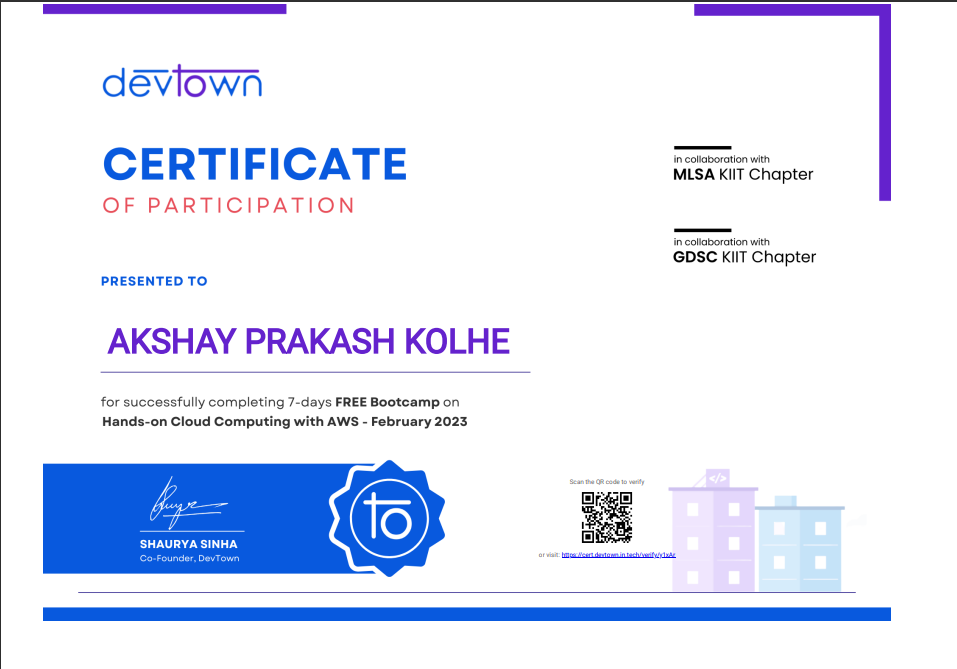 devtown
CERTIFICATE
OF PARTICIPATION
in collaboration with
MLSA KIIT Chapter
in collaboration with
GDSC KIIT Chapter
PRESENTED TO
AKSHAY PRAKASH KOLHE
for successfully completing 7-days FREE Bootcamp on
Hands-on Cloud Computing with AWS - February 2023
SHAURYA SINHA
Co-Founder, DevTown
to
Scan the QR code to verify
or visit: https://cert.devtown.in.tech/verify/y1xAr
</>